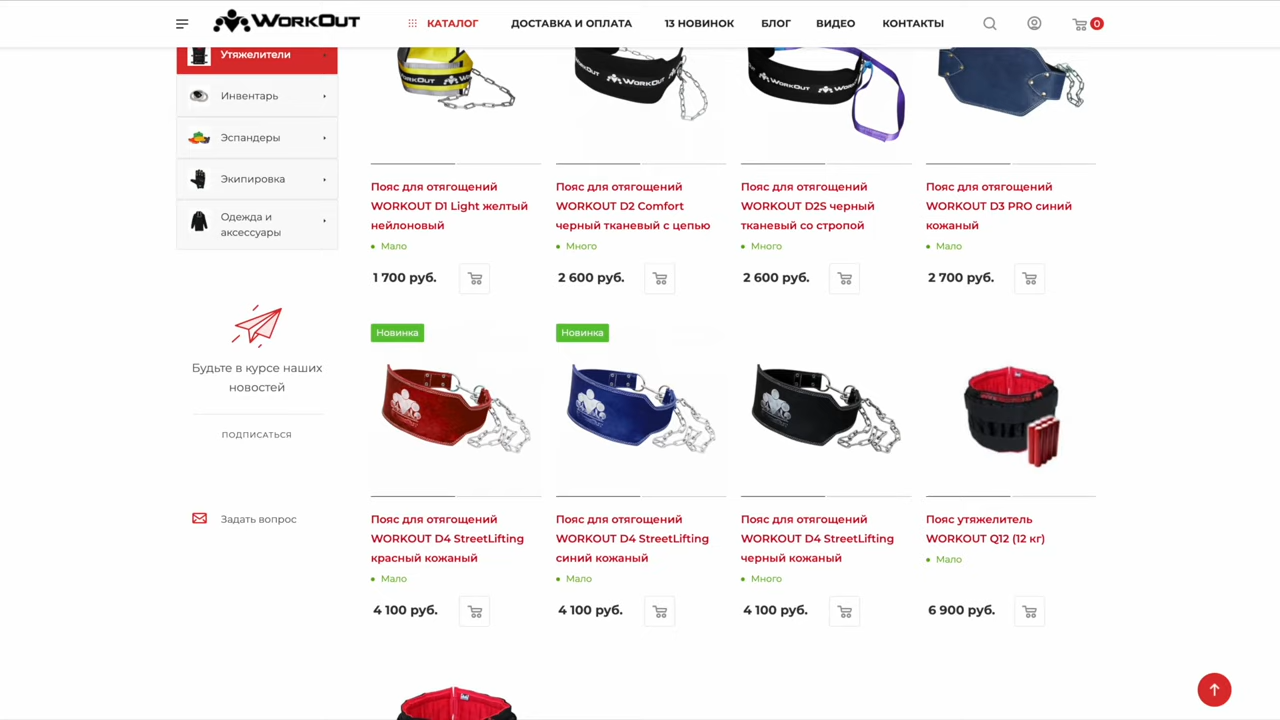 WORKOUT
КАТАЛОГ
ДОСТАВКА И ОПЛАТА
13 НОВИНОК
БЛОГ
ВИДЕО
КОНТАКТЫ
0
Утяжелители
Инвентарь
Эспандеры
Экипировка
Одежда и
аксессуары
Будьте в курсе наших
новостей
ПОДПИСАТЬСЯ
Задать вопрос
WORKOUT
WORKOUT
WORKOUT
Пояс для отягощений
WORKOUT D1 Light желтый
нейлоновый
Мало
1 700 руб.
Пояс для отягощений
WORKOUT D2 Comfort
черный тканевый с цепью
Много
2 600 руб.
Пояс для отягощений
WORKOUT D2S черный
тканевый со стропой
Много
2 600 руб.
Пояс для отягощений
WORKOUT D3 PRO синий
кожаный
Мало
2 700 руб.
Новинка
Пояс для отягощений
WORKOUT D4 StreetLifting
красный кожаный
Мало
4 100 руб.
Новинка
Пояс для отягощений
WORKOUT D4 StreetLifting
синий кожаный
Мало
4 100 руб.
Пояс для отягощений
WORKOUT D4 StreetLifting
черный кожаный
Много
4 100 руб.
Пояс утяжелитель
WORKOUT Q12 (12 кг)
Мало
6 900 руб.